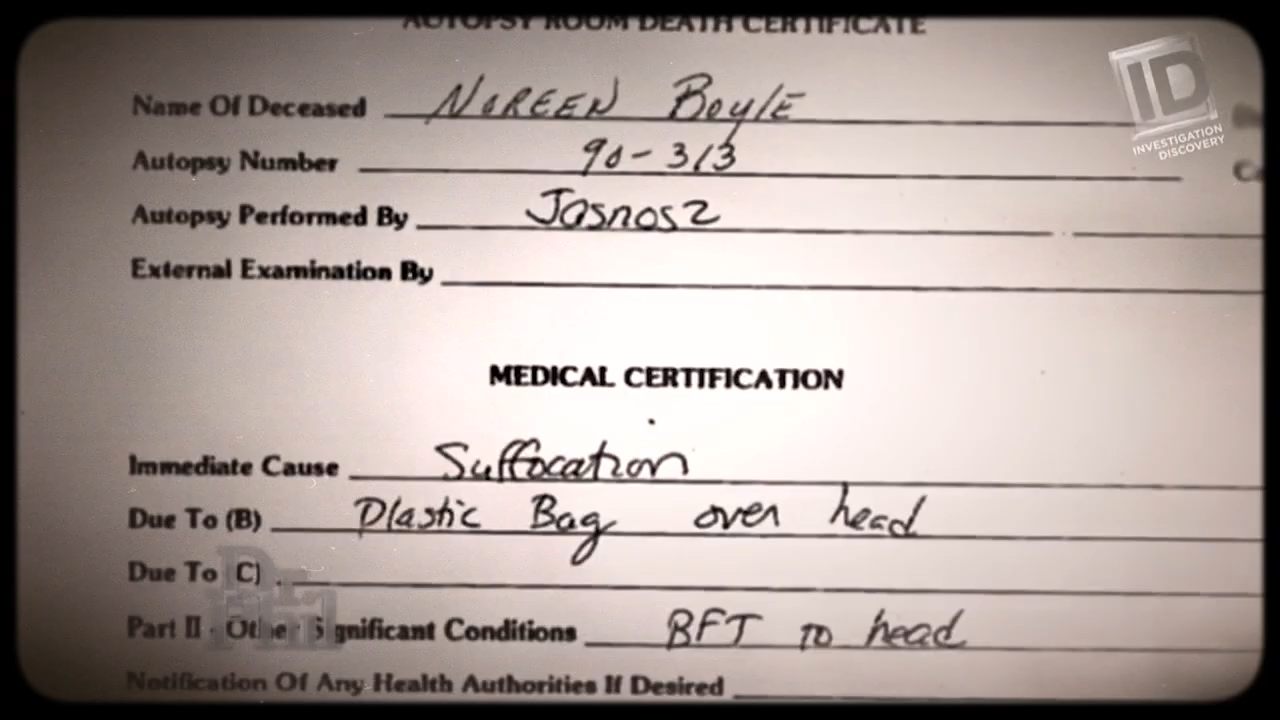 AUTOPSY ROOM DEATH CERTIFICATE
ID
INVESTIGATION
DISCOVERY
Name Of Deceased NOREEN BOYLE
Autopsy Number 90-313
Autopsy Performed By Jasnosz
External Examination By
MEDICAL CERTIFICATION
Immediate Cause Suffocation
Due To (B) Plastic Bag over head
Due To C)
Dr. Phil
Part II - Other Significant Conditions BFT to head
Notification Of Any Health Authorities If Desired